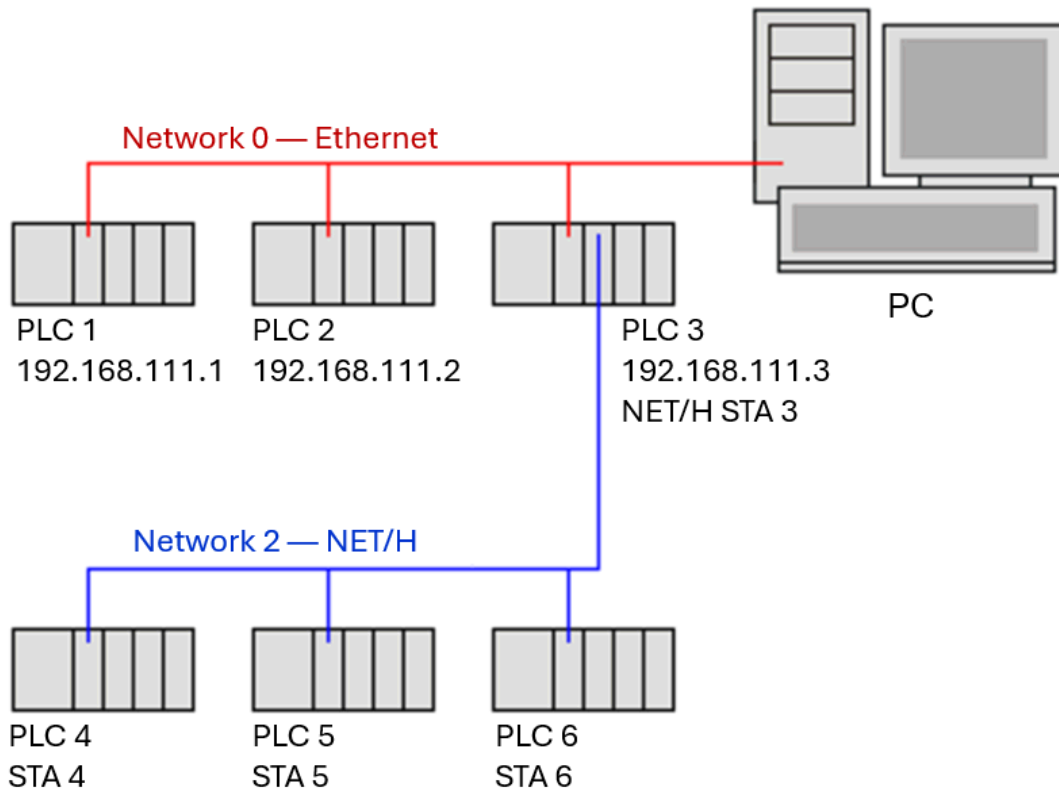 Network 0 — Ethernet
PLC 1
192.168.111.1
PLC 2
192.168.111.2
PLC 3
192.168.111.3
NET/H STA 3
PC
Network 2 — NET/H
PLC 4
STA 4
PLC 5
STA 5
PLC 6
STA 6